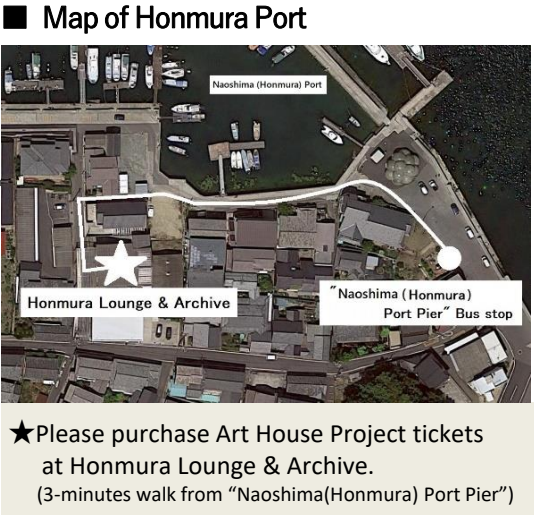 ■ Map of Honmura Port
Naoshima (Honmura) Port
Honmura Lounge & Archive
"Naoshima (Honmura)
Port Pier" Bus stop
★Please purchase Art House Project tickets
at Honmura Lounge & Archive.
(3-minutes walk from “Naoshima(Honmura) Port Pier”)